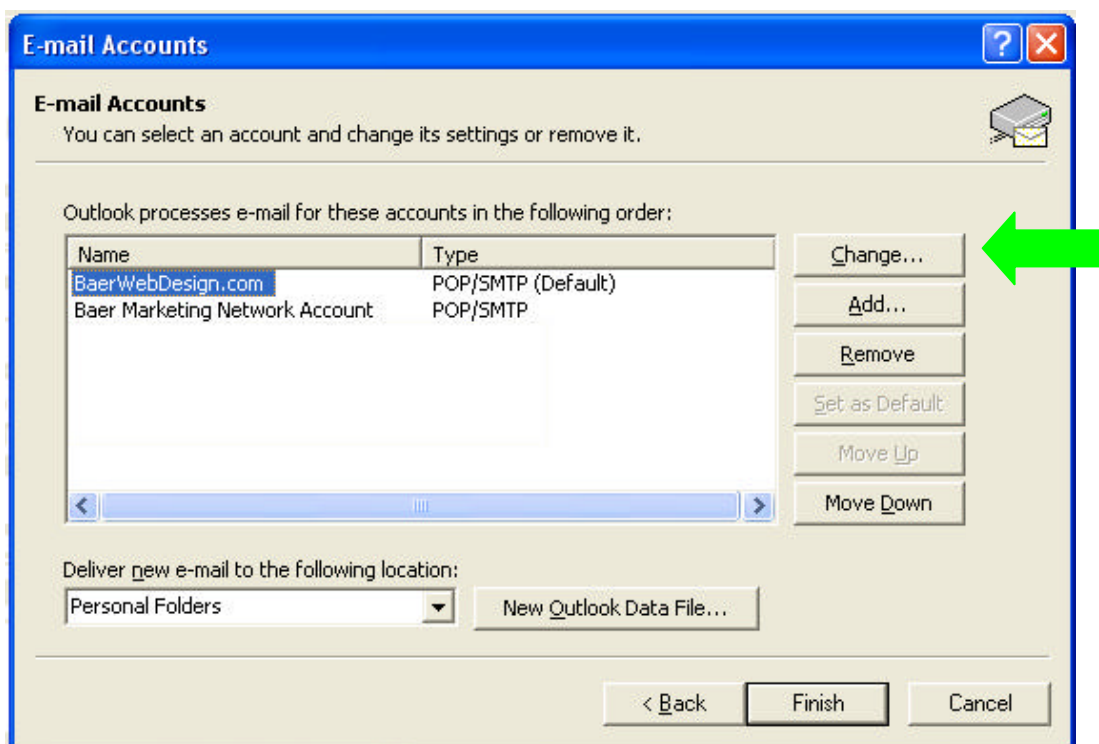 E-mail Accounts
E-mail Accounts
You can select an account and change its settings or remove it.
Outlook processes e-mail for these accounts in the following order:
Name Type
BaerWebDesign.com POP/SMTP (Default)
Baer Marketing Network Account POP/SMTP
Change...
Add...
Remove
Set as Default
Move Up
Move Down
Deliver new e-mail to the following location:
Personal Folders New Outlook Data File...
< Back Finish Cancel